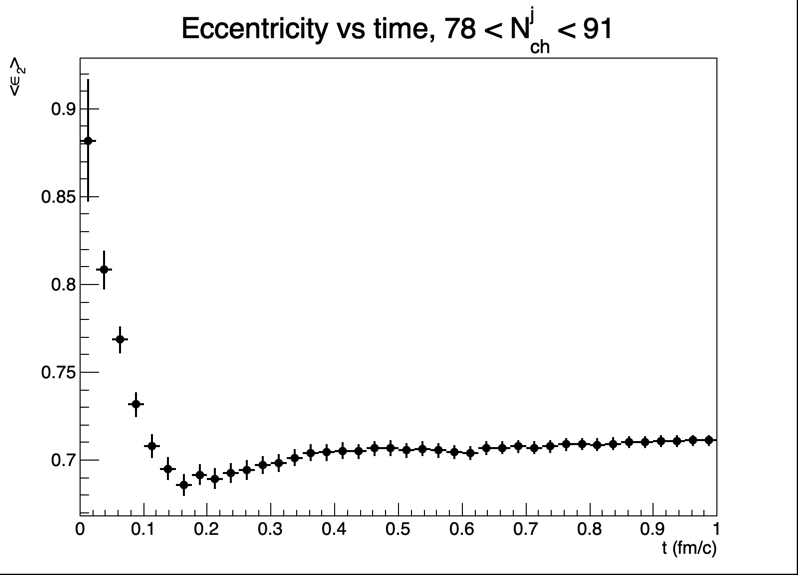 Eccentricity vs time, 78 < N^j_ch < 91
<ϵ₂>
0.9
0.85
0.8
0.75
0.7
0 0.1 0.2 0.3 0.4 0.5 0.6 0.7 0.8 0.9 1
t (fm/c)